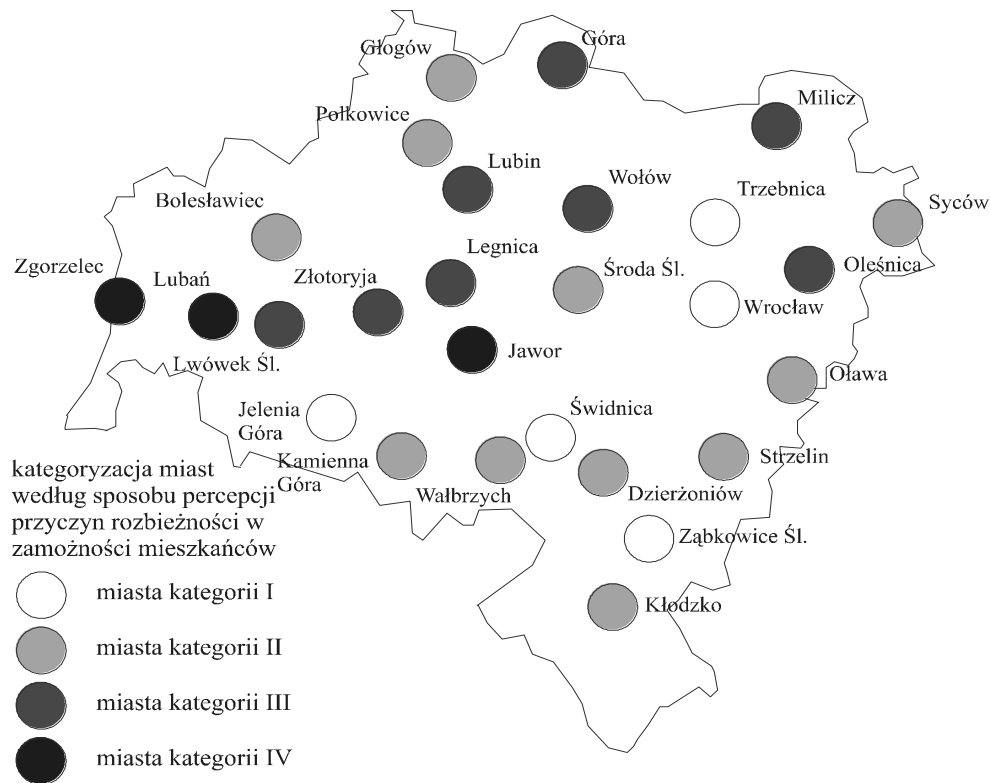 Głogów
Góra
Milicz
Polkowice
Lubin
Wołów
Trzebnica
Syców
Bolesławiec
Zgorzelec
Lubań
Złotoryja
Legnica
Środa Śl.
Oleśnica
Wrocław
Lwówek Śl.
Jawor
Oława
Jelenia
Góra
Świdnica
Kamienna
Góra
Wałbrzych
Dzierżoniów
Strzelin
Ząbkowice Śl.
Kłodzko
kategoryzacja miast
według sposobu percepcji
przyczyn rozbieżności w
zamożności mieszkańców
miasta kategorii I
miasta kategorii II
miasta kategorii III
miasta kategorii IV